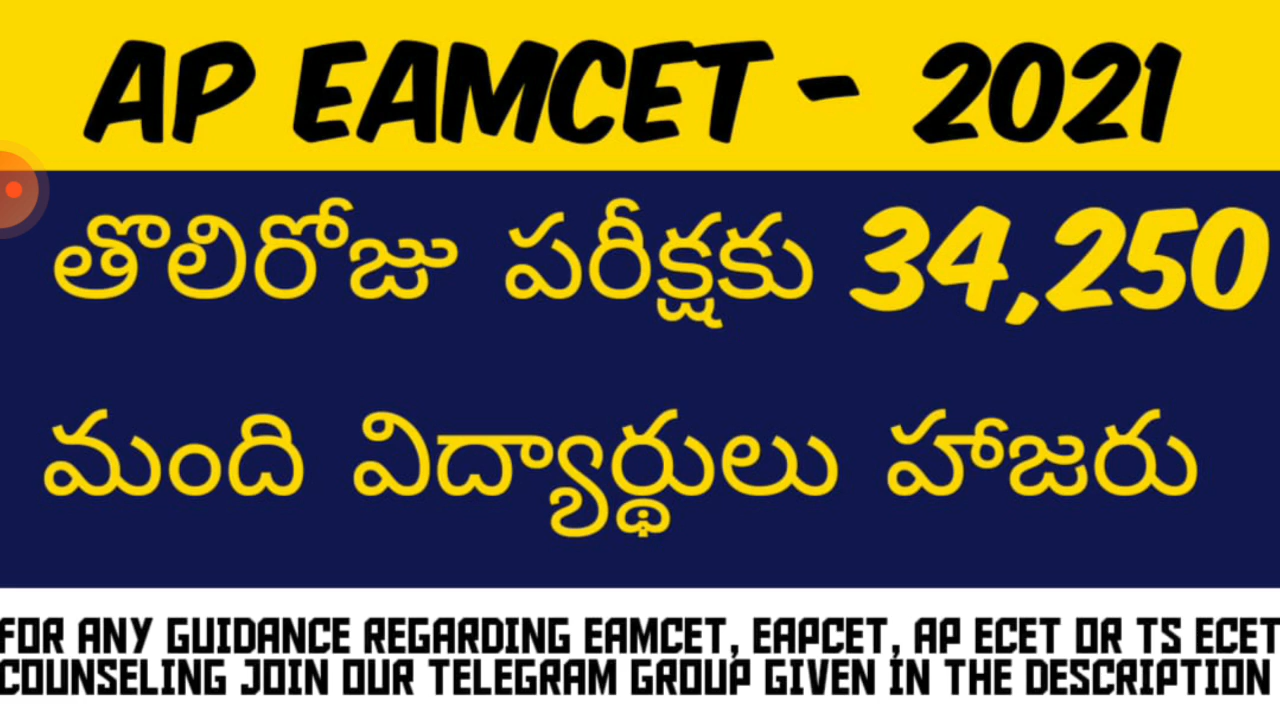 AP EAMCET - 2021
తొలిరోజు పరీక్షకు 34,250
మంది విద్యార్థులు హాజరు
FOR ANY GUIDANCE REGARDING EAMCET, EAPCET, AP ECET OR TS ECET
COUNSELING JOIN OUR TELEGRAM GROUP GIVEN IN THE DESCRIPTION